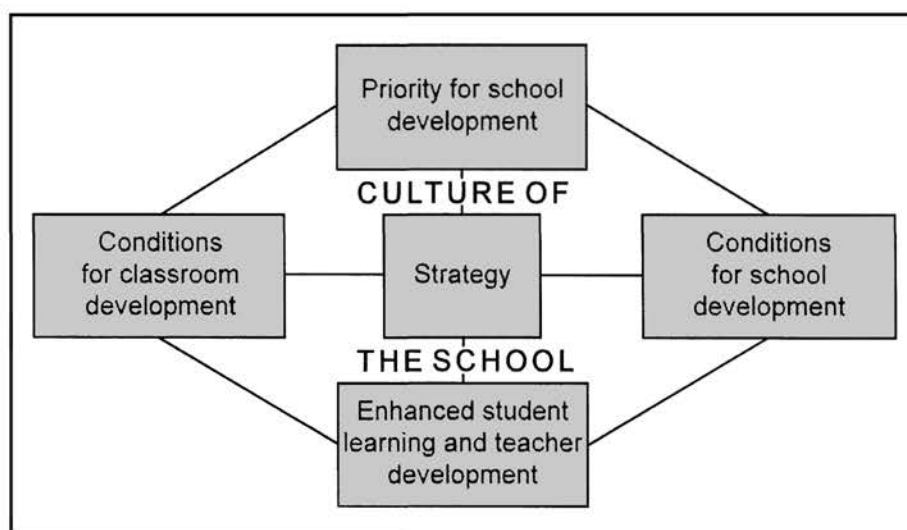 Priority for school
development
CULTURE OF
Conditions
for classroom
development
Strategy
Conditions
for school
development
THE SCHOOL
Enhanced student
learning and teacher
development